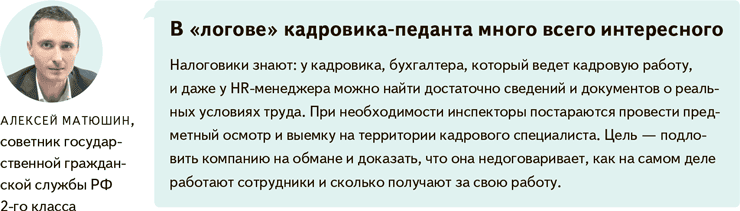 АЛЕКСЕЙ МАТЮШИН,
советник государ-
ственной граждан-
ской службы РФ
2-го класса
В «логове» кадровика-педанта много всего интересного
Налоговики знают: у кадровика, бухгалтера, который ведет кадровую работу,
и даже у HR-менеджера можно найти достаточно сведений и документов о реаль-
ных условиях труда. При необходимости инспекторы постараются провести пред-
метный осмотр и выемку на территории кадрового специалиста. Цель — подло-
вить компанию на обмане и доказать, что она недоговаривает, как на самом деле
работают сотрудники и сколько получают за свою работу.